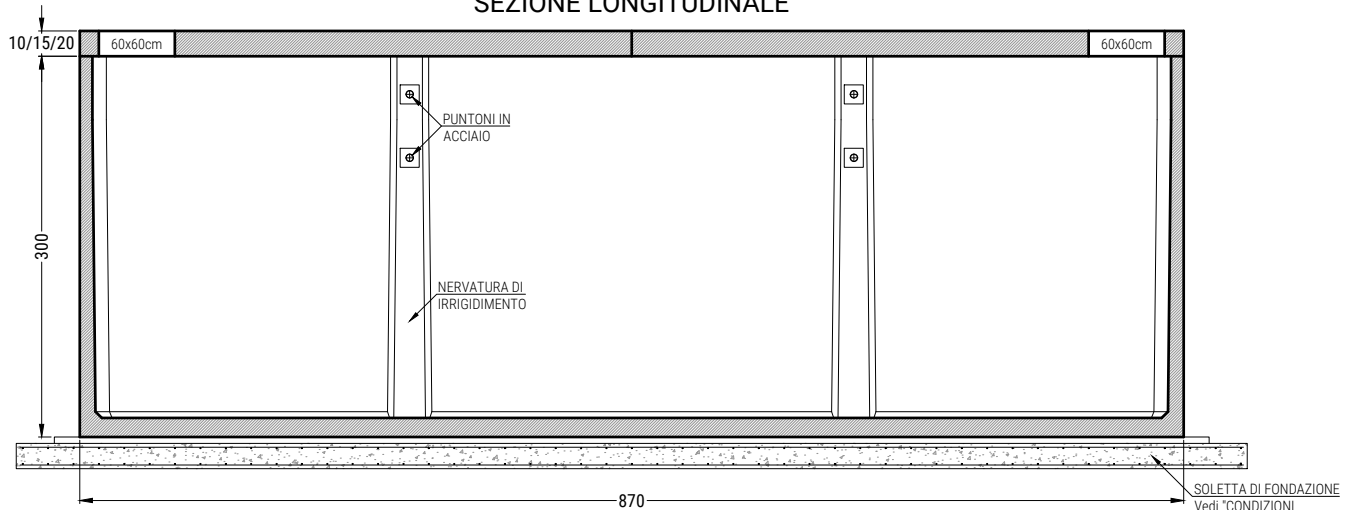 SEZIONE LONGITUDINALE
10/15/20
60x60cm
60x60cm
PUNTONI IN
ACCIAIO
300
NERVATURA DI
IRRIGIDIMENTO
870
SOLETTA DI FONDAZIONE
Vedi "CONDIZIONI